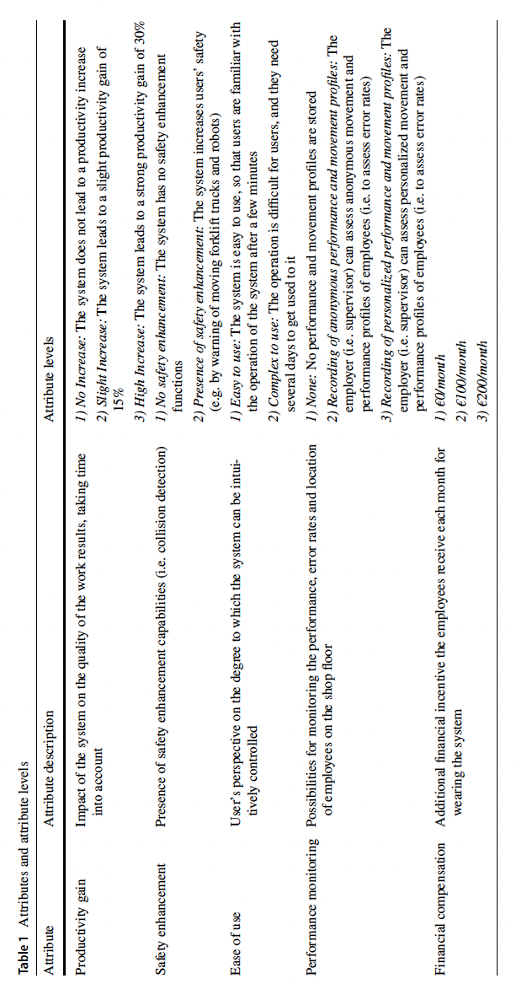 Table 1 Attributes and attribute levels
Attribute
Attribute description
Attribute levels
Productivity gain
Impact of the system on the quality of the work results, taking time
into account
1) No Increase: The system does not lead to a productivity increase
2) Slight Increase: The system leads to a slight productivity gain of
15%
3) High Increase: The system leads to a strong productivity gain of 30%
Safety enhancement
Presence of safety enhancement capabilities (i.e. collision detection)
1) No safety enhancement: The system has no safety enhancement
functions
2) Presence of safety enhancement: The system increases users' safety
(e.g. by warning of moving forklift trucks and robots)
Ease of use
User's perspective on the degree to which the system can be intui-
tively controlled
1) Easy to use: The system is easy to use, so that users are familiar with
the operation of the system after a few minutes
2) Complex to use: The operation is difficult for users, and they need
several days to get used to it
Performance monitoring
Possibilities for monitoring the performance, error rates and location
of employees on the shop floor
1) None: No performance and movement profiles are stored
2) Recording of anonymous performance and movement profiles: The
employer (i.e. supervisor) can assess anonymous movement and
performance profiles of employees (i.e. to assess error rates)
3) Recording of personalized performance and movement profiles: The
employer (i.e. supervisor) can assess personalized movement and
performance profiles of employees (i.e. to assess error rates)
Financial compensation
Additional financial incentive the employees receive each month for
wearing the system
1) €0/month
2) €100/month
3) €200/month